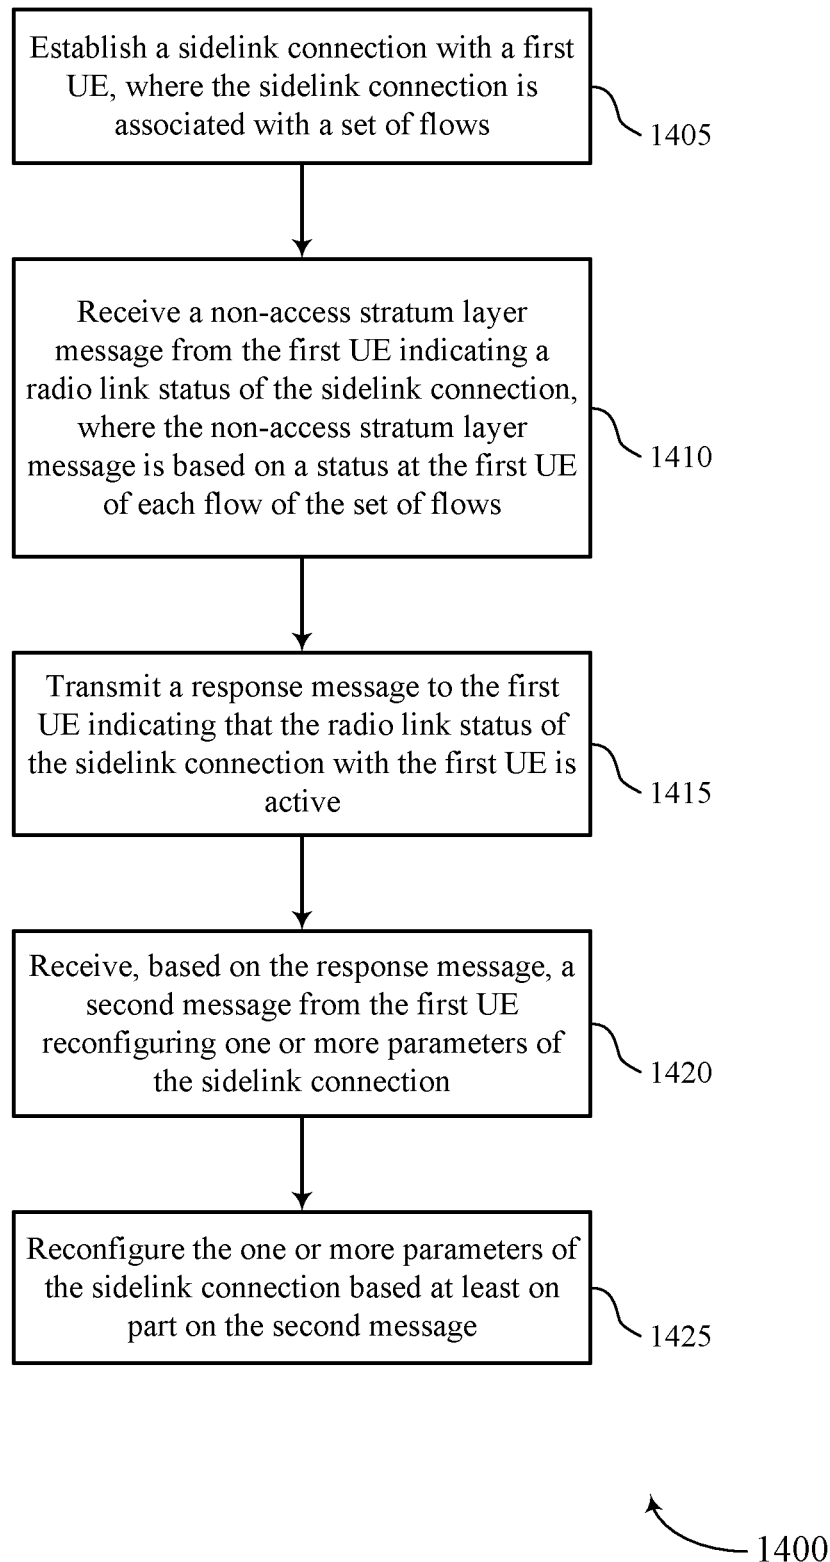 Establish a sidelink connection with a first
UE, where the sidelink connection is
associated with a set of flows
1405
Receive a non-access stratum layer
message from the first UE indicating a
radio link status of the sidelink connection,
where the non-access stratum layer
message is based on a status at the first UE
of each flow of the set of flows
1410
Transmit a response message to the first
UE indicating that the radio link status of
the sidelink connection with the first UE is
active
1415
Receive, based on the response message, a
second message from the first UE
reconfiguring one or more parameters of
the sidelink connection
1420
Reconfigure the one or more parameters of
the sidelink connection based at least on
part on the second message
1425
1400